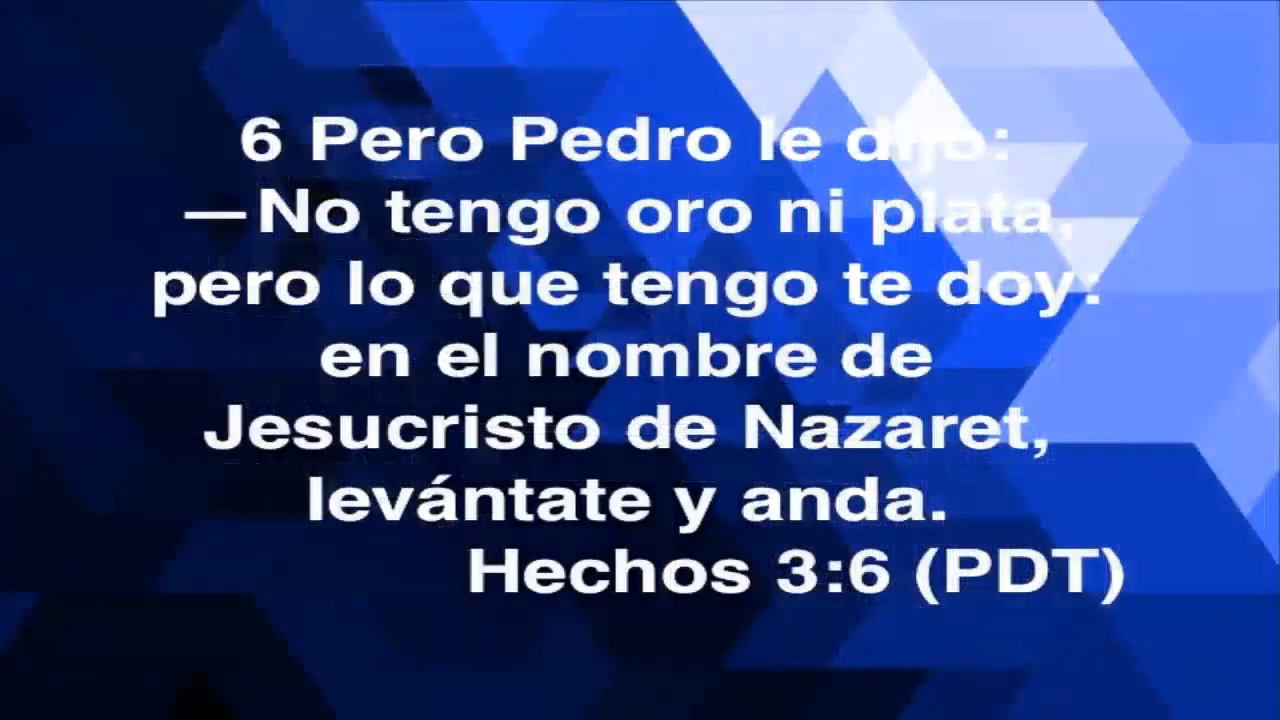 6 Pero Pedro le dijo:
—No tengo oro ni plata,
pero lo que tengo te doy:
en el nombre de
Jesucristo de Nazaret,
levántate y anda.
Hechos 3:6 (PDT)